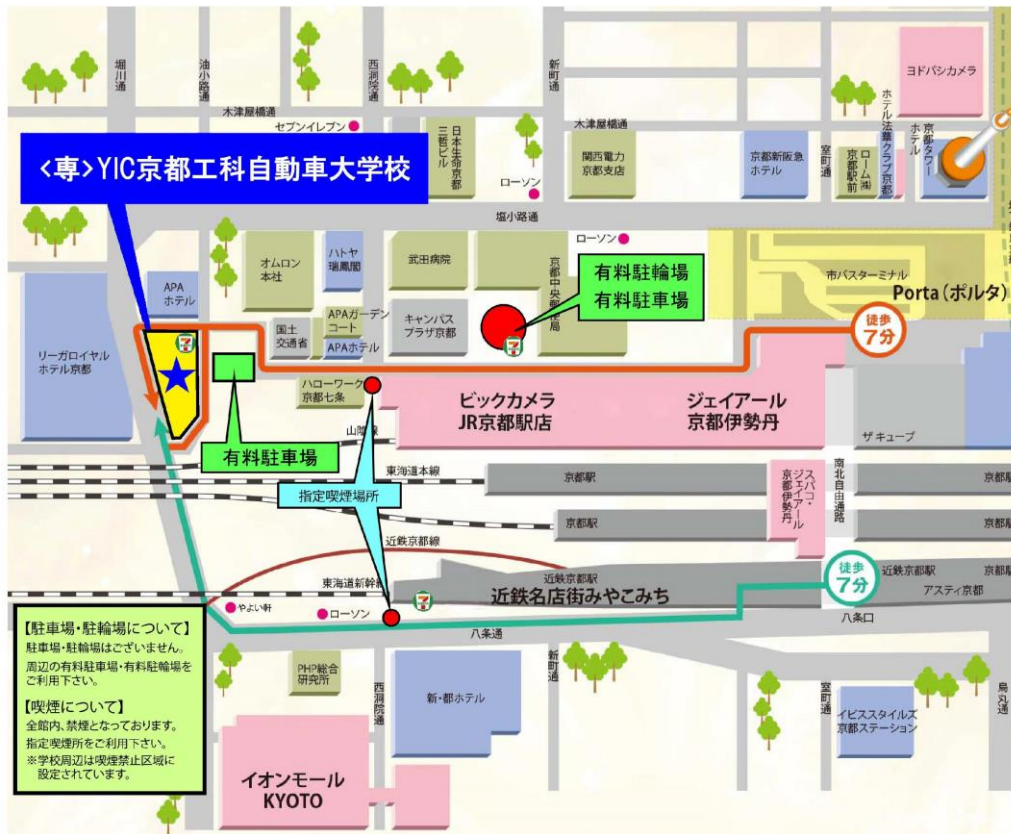 堀川通
油小路通
西洞院通
新町通
ヨドバシカメラ
木津屋橋通
セブンイレブン
日本生命京都
三哲ビル
ローソン
木津屋橋通
関西電力
京都支店
京都新阪急
ホテル
室町通
ローム㈱
京都駅前
ホテル法華クラブ京都
京都タワー
ホテル
<専>YIC京都工科自動車大学校
塩小路通
オムロン
本社
ハトヤ
瑞鳳閣
武田病院
京都中央郵便局
ローソン
有料駐輪場
有料駐車場
市バスターミナル
Porta(ポルタ)
APA
ホテル
リーガロイヤル
ホテル京都
国土
交通省
APAガーデン
コート
APAホテル
キャンパス
プラザ京都
徒歩
7分
ハローワーク
京都七条
ビックカメラ
JR京都駅店
ジェイアール
京都伊勢丹
ザ キューブ
山陰線
有料駐車場
東海道本線
京都駅
スバコ・
ジェイアール
京都伊勢丹
南北自由通路
京都駅
指定喫煙場所
京都駅
京都駅
近鉄京都線
東海道新幹線
近鉄京都駅
近鉄名店街みやこみち
徒歩
7分
近鉄京都駅
京都駅
アスティ京都
やよい軒
ローソン
八条通
八条口
【駐車場・駐輪場について】
駐車場・駐輪場はございません。
周辺の有料駐車場・有料駐輪場を
ご利用下さい。
【喫煙について】
全館内、禁煙となっております。
指定喫煙所をご利用下さい。
※学校周辺は喫煙禁止区域に
設定されています。
PHP総合
研究所
西洞院通
新・都ホテル
新町通
室町通
イビススタイルズ
京都ステーション
烏丸通
イオンモール
KYOTO